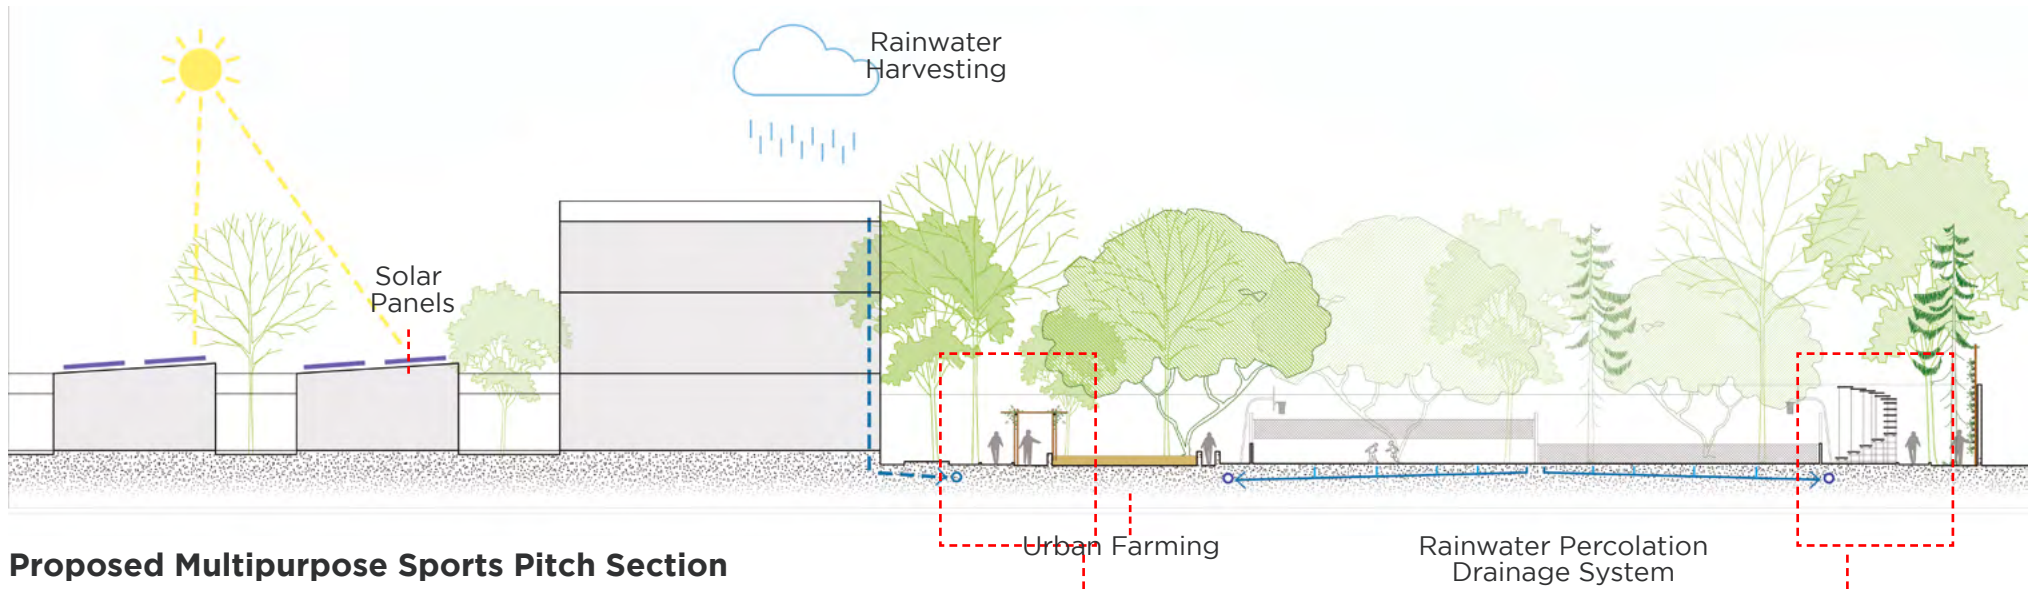 Rainwater
Harvesting
Solar
Panels
Urban Farming
Rainwater Percolation
Drainage System
Proposed Multipurpose Sports Pitch Section